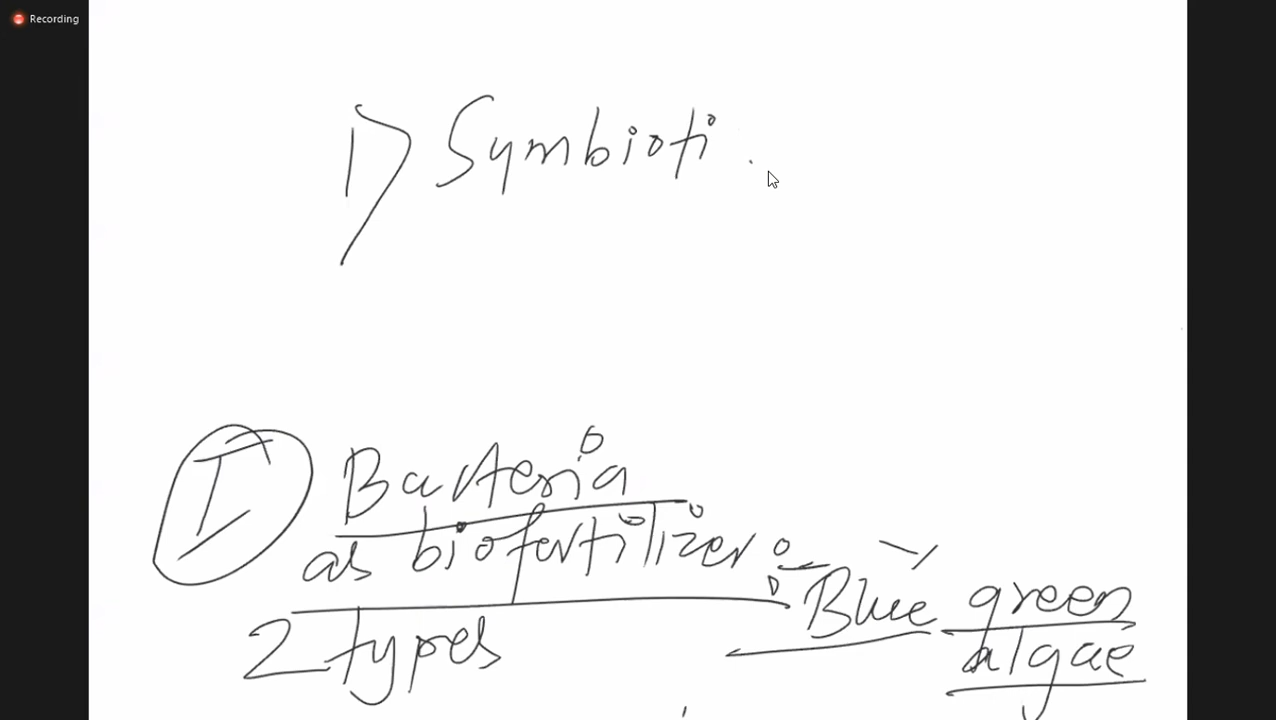 Recording
1) Symbioti
I Bacteria
as biofertilizer :- Blue green
algae
2 types